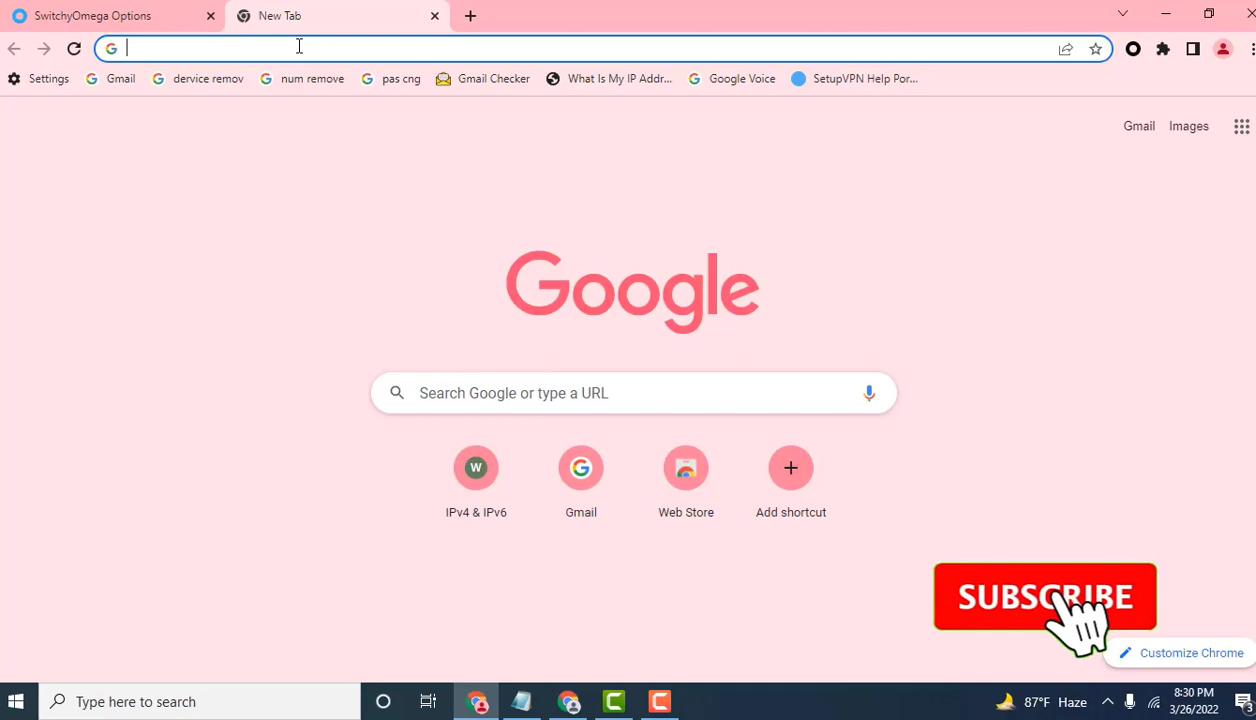 SwitchyOmega Options
New Tab
Settings
Gmail
dervice remov
num remove
pas cng
Gmail Checker
What Is My IP Addr...
Google Voice
SetupVPN Help Por...
Gmail
Images
Google
Search Google or type a URL
W
IPv4 & IPv6
Gmail
Web Store
Add shortcut
SUBSCRIBE
Customize Chrome
Type here to search
87°F Haze
8:30 PM
3/26/2022
3